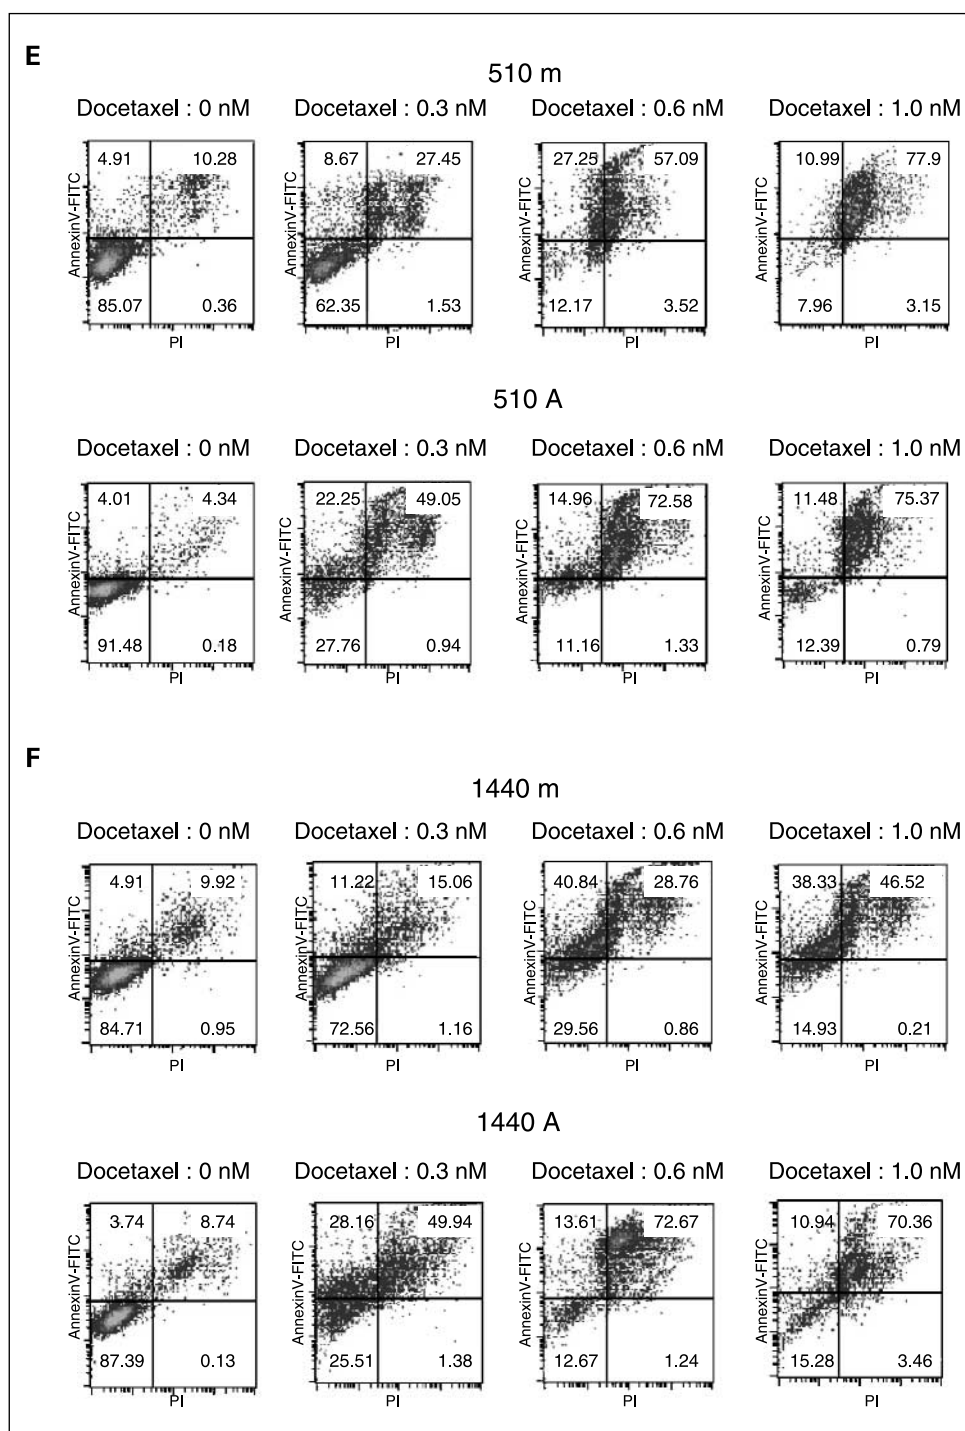 E
510 m
Docetaxel : 0 nM Docetaxel : 0.3 nM Docetaxel : 0.6 nM Docetaxel : 1.0 nM
4.91 10.28 8.67 27.45 27.25 57.09 10.99 77.9
AnnexinV-FITC AnnexinV-FITC AnnexinV-FITC AnnexinV-FITC
85.07 0.36 62.35 1.53 12.17 3.52 7.96 3.15
PI PI PI PI
510 A
Docetaxel : 0 nM Docetaxel : 0.3 nM Docetaxel : 0.6 nM Docetaxel : 1.0 nM
4.01 4.34 22.25 49.05 14.96 72.58 11.48 75.37
AnnexinV-FITC AnnexinV-FITC AnnexinV-FITC AnnexinV-FITC
91.48 0.18 27.76 0.94 11.16 1.33 12.39 0.79
PI PI PI PI
F
1440 m
Docetaxel : 0 nM Docetaxel : 0.3 nM Docetaxel : 0.6 nM Docetaxel : 1.0 nM
4.91 9.92 11.22 15.06 40.84 28.76 38.33 46.52
AnnexinV-FITC AnnexinV-FITC AnnexinV-FITC AnnexinV-FITC
84.71 0.95 72.56 1.16 29.56 0.86 14.93 0.21
PI PI PI PI
1440 A
Docetaxel : 0 nM Docetaxel : 0.3 nM Docetaxel : 0.6 nM Docetaxel : 1.0 nM
3.74 8.74 28.16 49.94 13.61 72.67 10.94 70.36
AnnexinV-FITC AnnexinV-FITC AnnexinV-FITC AnnexinV-FITC
87.39 0.13 25.51 1.38 12.67 1.24 15.28 3.46
PI PI PI PI